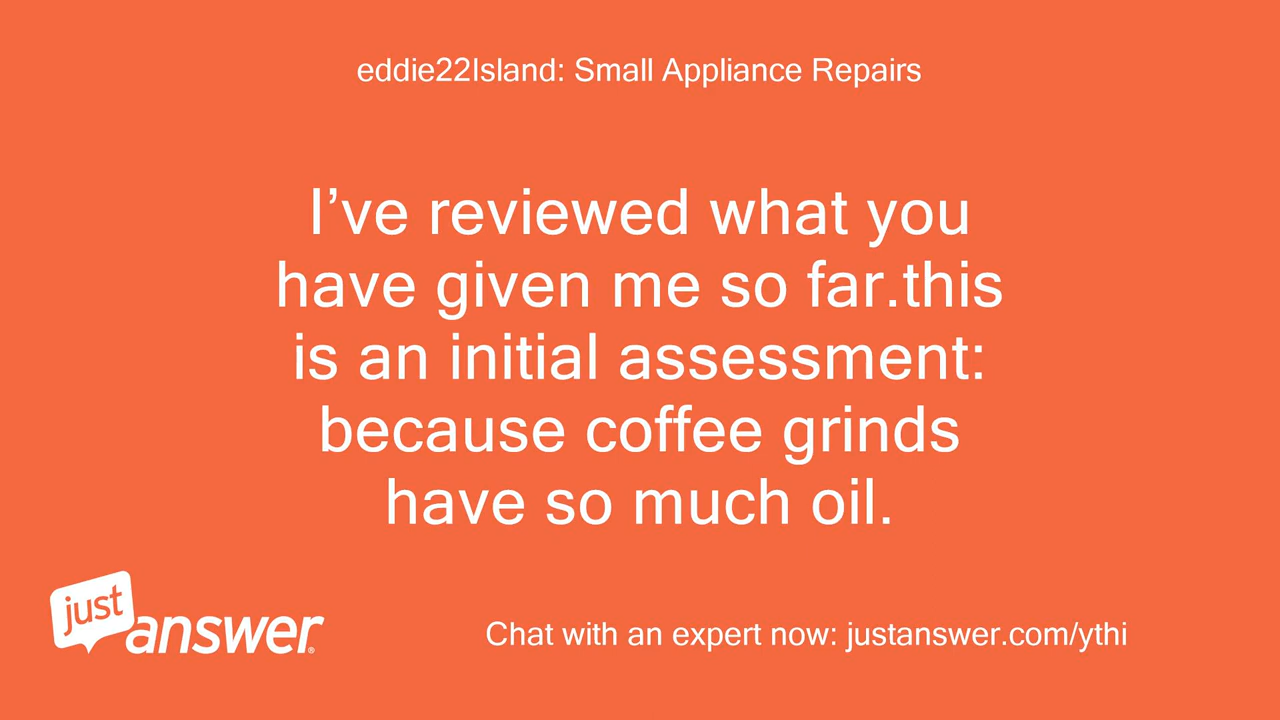 eddie22Island: Small Appliance Repairs
I’ve reviewed what you
have given me so far.this
is an initial assessment:
because coffee grinds
have so much oil.
just
answer®
Chat with an expert now: justanswer.com/ythi